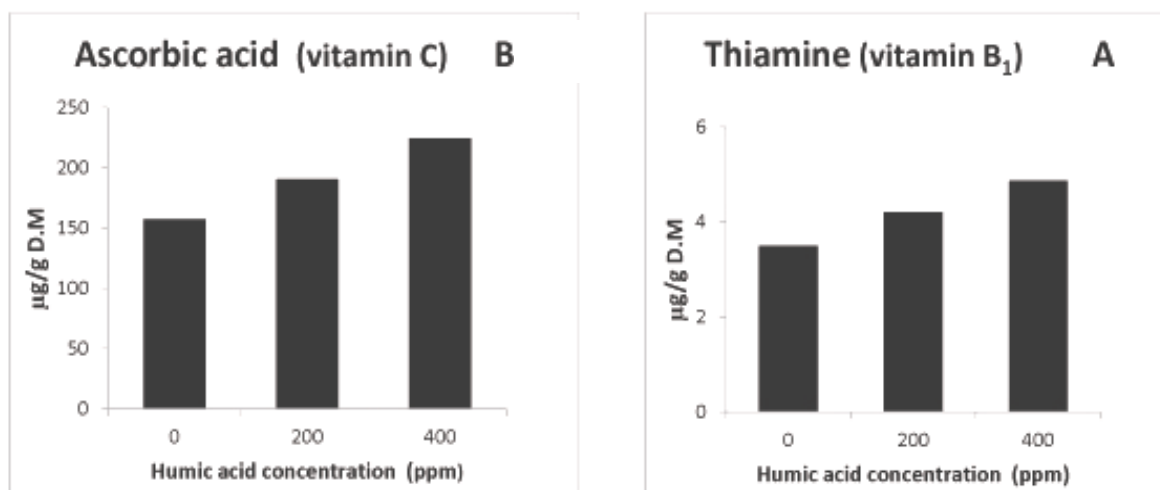 Ascorbic acid (vitamin C) B
250
200
150
100
50
0
µg/g D.M
0 200 400
Humic acid concentration (ppm)
Thiamine (vitamin B₁) A
6
4
2
0
µg/g D.M
0 200 400
Humic acid concentration (ppm)